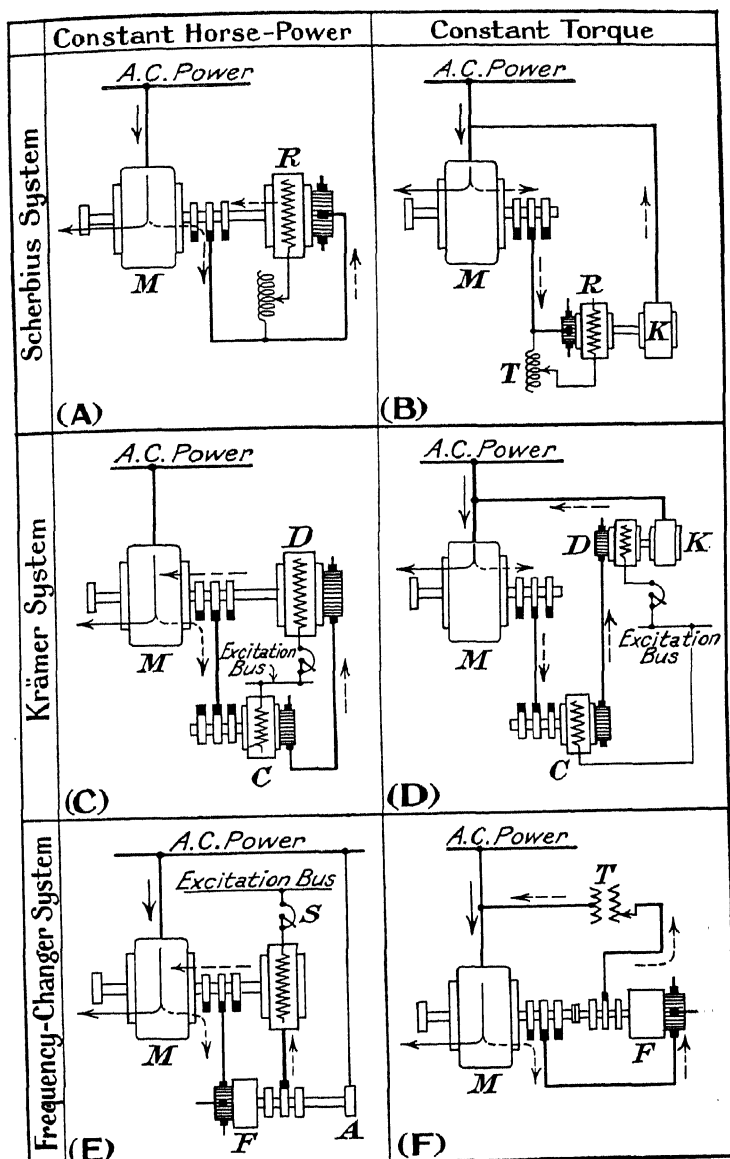 Constant Horse-Power
Constant Torque
Scherbius System
A.C. Power
R
M
(A)
A.C. Power
M
R
K
T
(B)
Krämer System
A.C. Power
D
M
Excitation
Bus
C
(C)
A.C. Power
D
K
M
Excitation
Bus
C
(D)
Frequency-Changer System
A.C. Power
Excitation Bus
S
M
F
A
(E)
A.C. Power
T
M
F
(F)